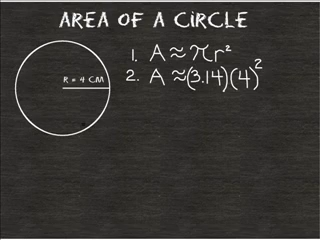 AREA OF A CIRCLE
R = 4 CM
1. A ≈ πr²
2. A ≈ (3.14)(4)²